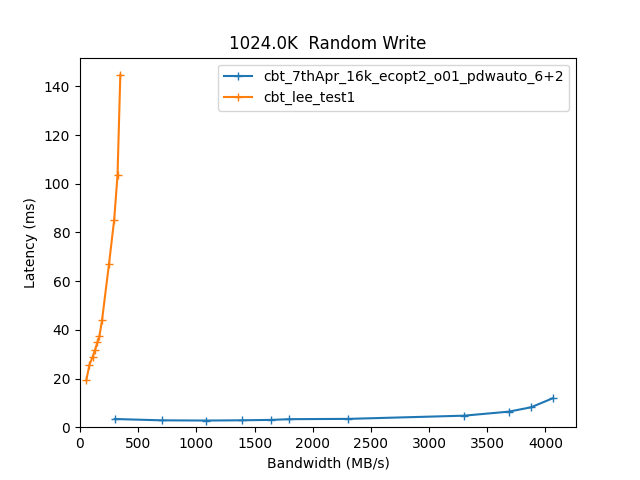 1024.0K  Random Write
cbt_7thApr_16k_ecopt2_o01_pdwauto_6+2
cbt_lee_test1
Latency (ms)
140
120
100
80
60
40
20
0
0 500 1000 1500 2000 2500 3000 3500 4000
Bandwidth (MB/s)